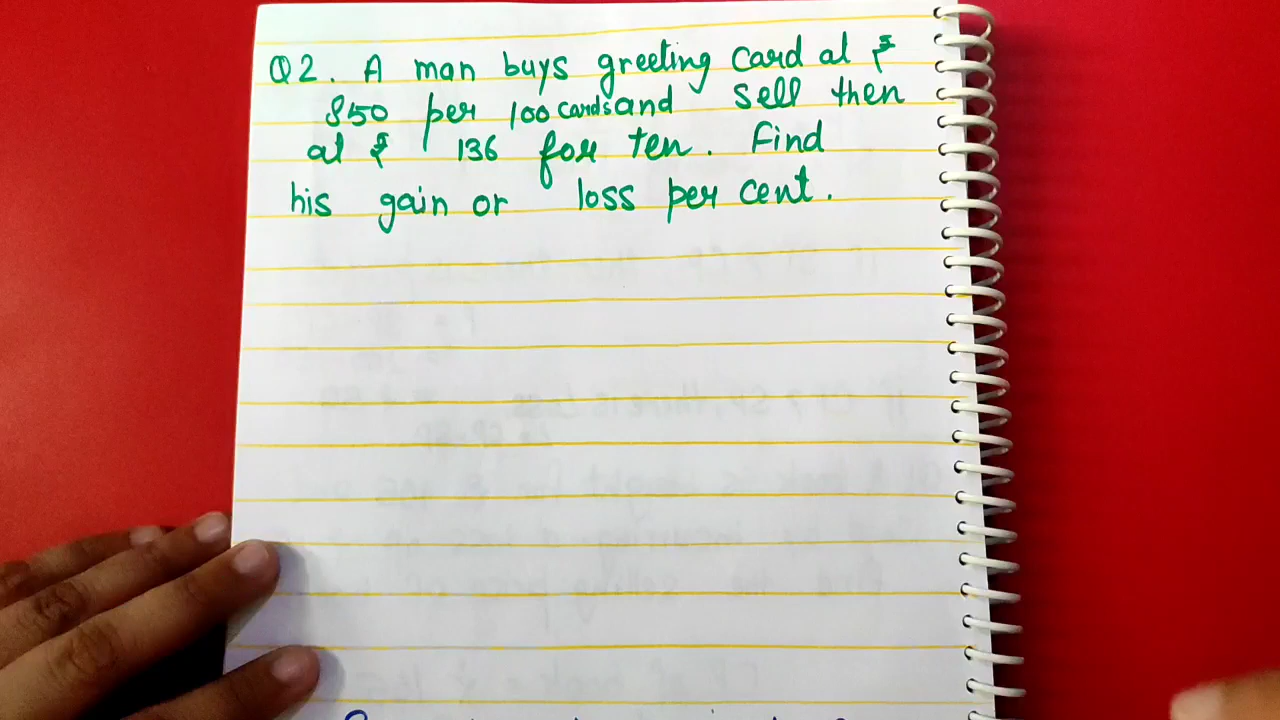 Q2. A man buys greeting card at ₹
850 per 100 cards and sell then
at ₹ 136 for ten. Find
his gain or loss per cent.